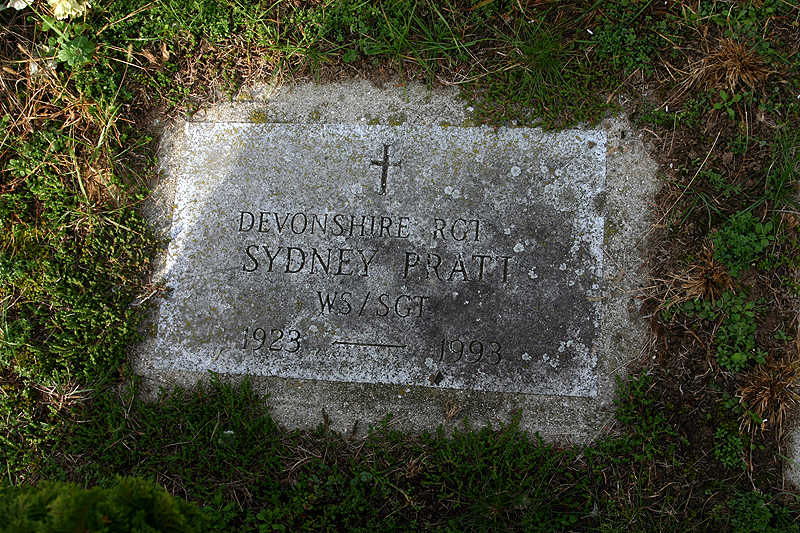 DEVONSHIRE RGT
SYDNEY PRATT
WS/SGT
1923 — 1993